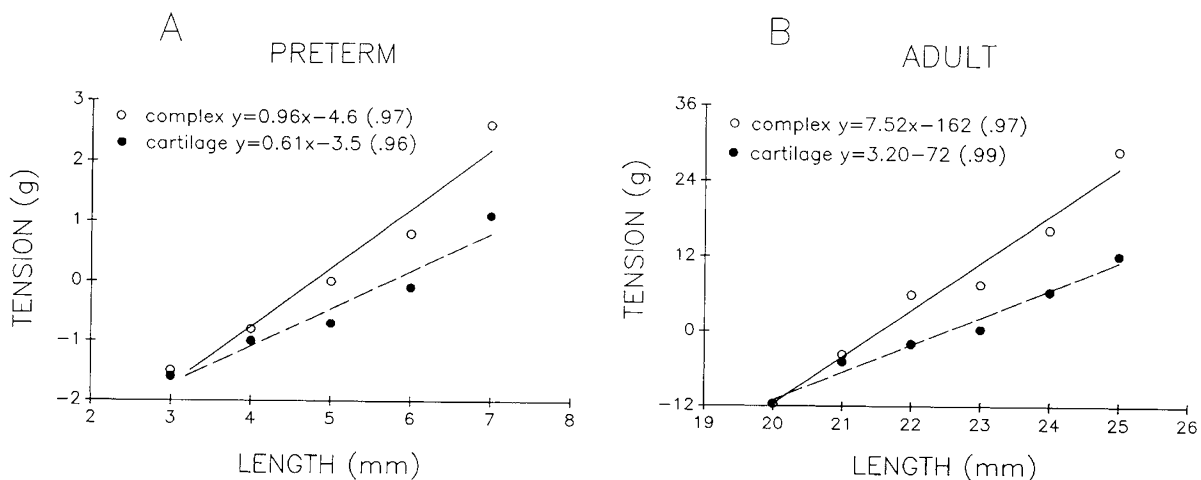 A
PRETERM
complex y=0.96x−4.6 (.97)
cartilage y=0.61x−3.5 (.96)
3
2
1
0
−1
−2
TENSION (g)
2 3 4 5 6 7 8
LENGTH (mm)
B
ADULT
complex y=7.52x−162 (.97)
cartilage y=3.20−72 (.99)
36
24
12
0
−12
TENSION (g)
19 20 21 22 23 24 25 26
LENGTH (mm)